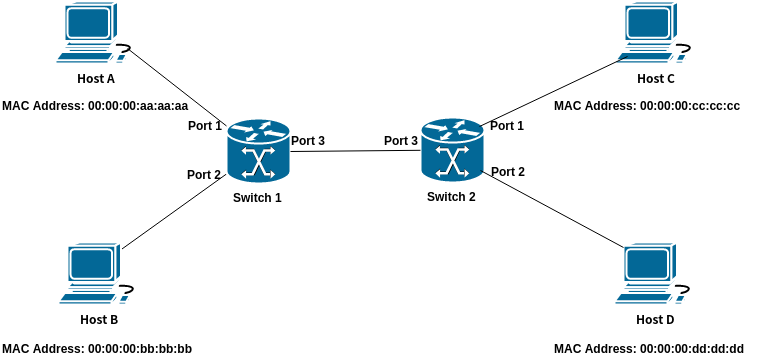 Host A
MAC Address: 00:00:00:aa:aa:aa
Host C
MAC Address: 00:00:00:cc:cc:cc
Port 1
Port 3
Port 3
Port 1
Port 2
Port 2
Switch 1
Switch 2
Host B
MAC Address: 00:00:00:bb:bb:bb
Host D
MAC Address: 00:00:00:dd:dd:dd